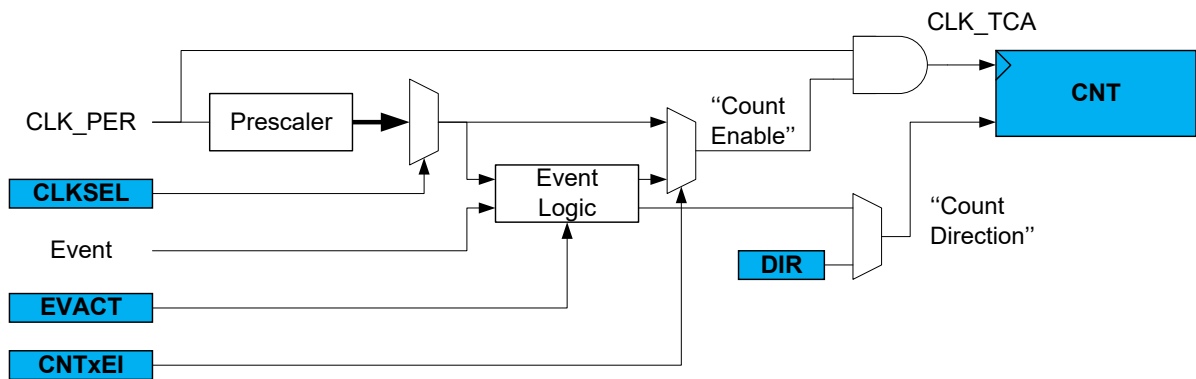 CLK_TCA
CNT
CLK_PER
Prescaler
“Count
Enable”
CLKSEL
Event
Logic
Event
“Count
Direction”
DIR
EVACT
CNTxEI